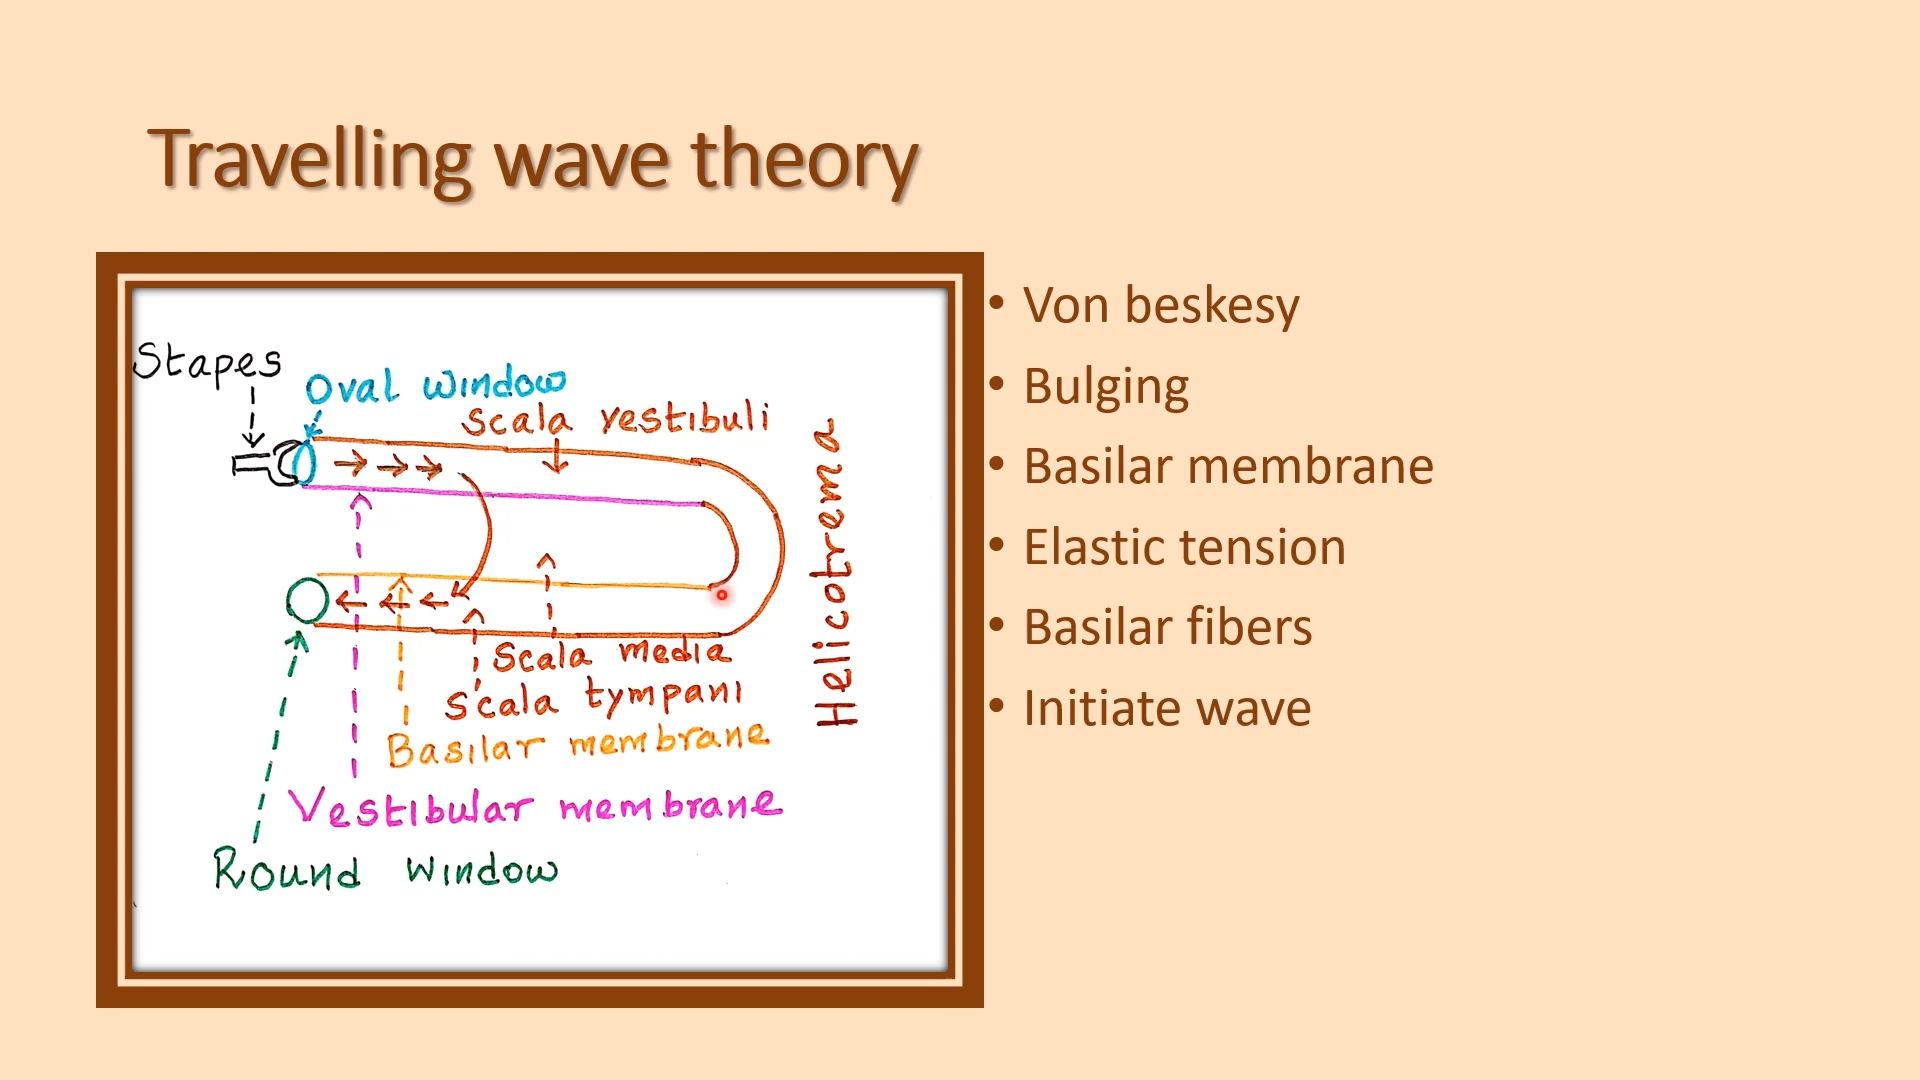 Travelling wave theory
Stapes
Oval window
Scala vestibuli
Helicotrema
Scala media
Scala tympani
Basilar membrane
Vestibular membrane
Round window
• Von beskesy
• Bulging
• Basilar membrane
• Elastic tension
• Basilar fibers
• Initiate wave